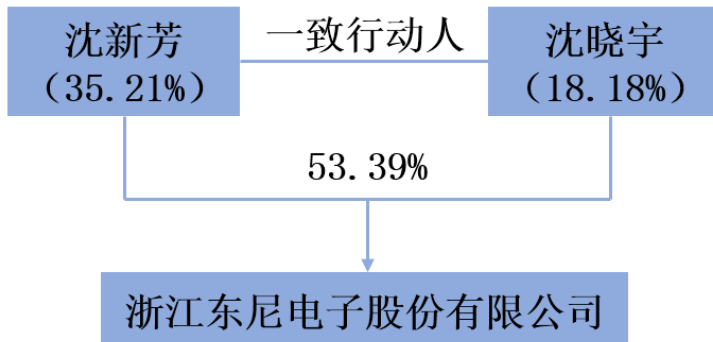 沈新芳
（35.21%）
一致行动人
沈晓宇
（18.18%）
53.39%
浙江东尼电子股份有限公司